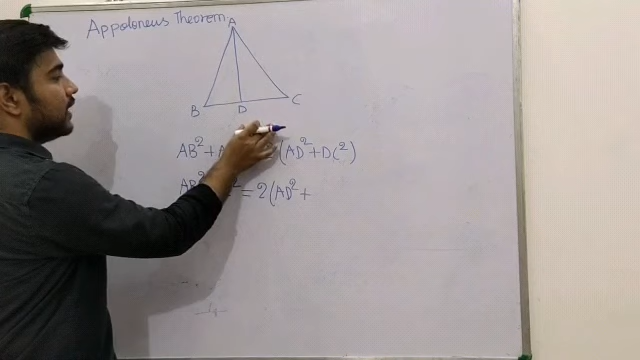 Appoloneus Theorem
A
B D C
AB² + A (AD² + DC²)
AB² ² = 2(AD² +